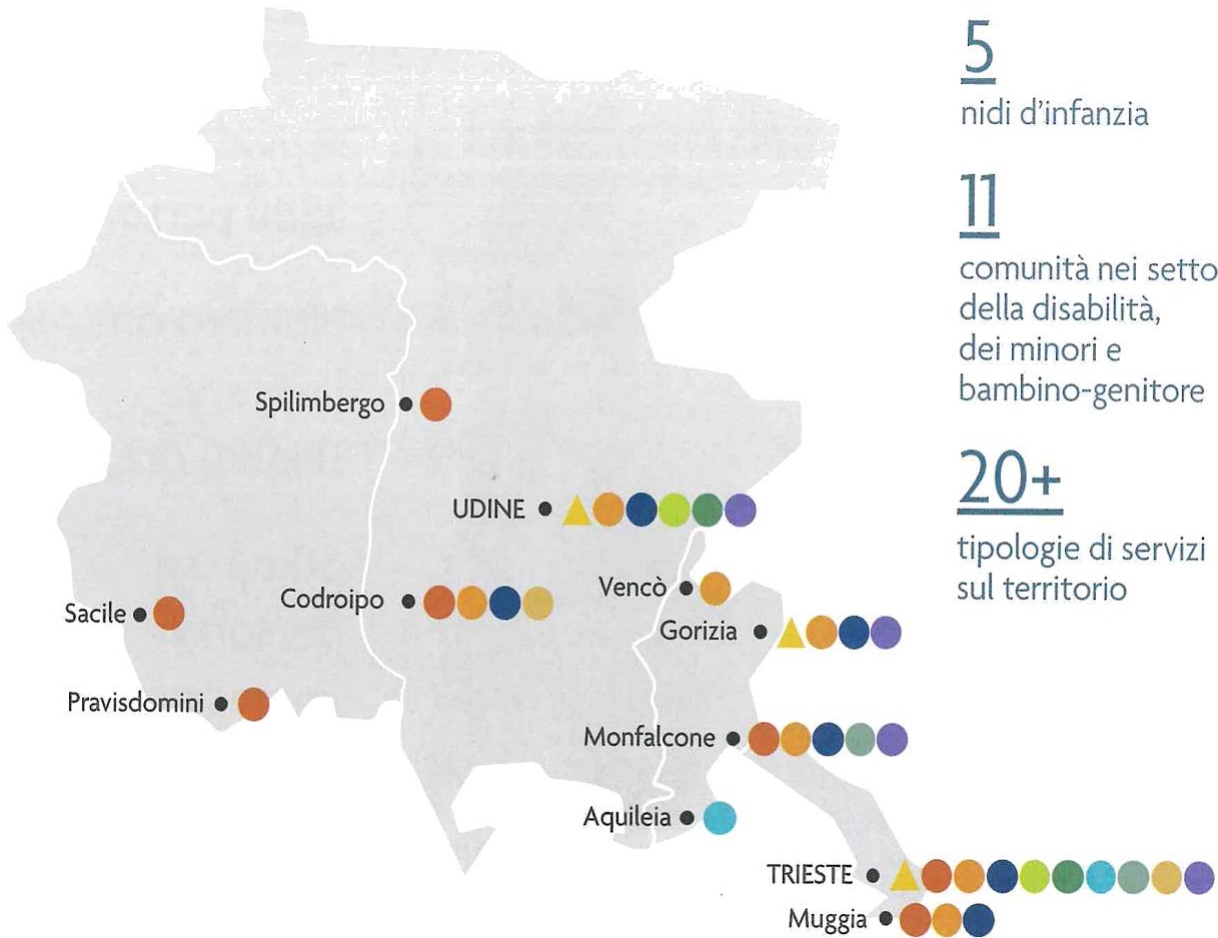 5
nidi d'infanzia
11
comunità nei setto
della disabilità,
dei minori e
bambino-genitore
20+
tipologie di servizi
sul territorio
Spilimbergo
UDINE
Codroipo
Vencò
Sacile
Gorizia
Pravisdomini
Monfalcone
Aquileia
TRIESTE
Muggia